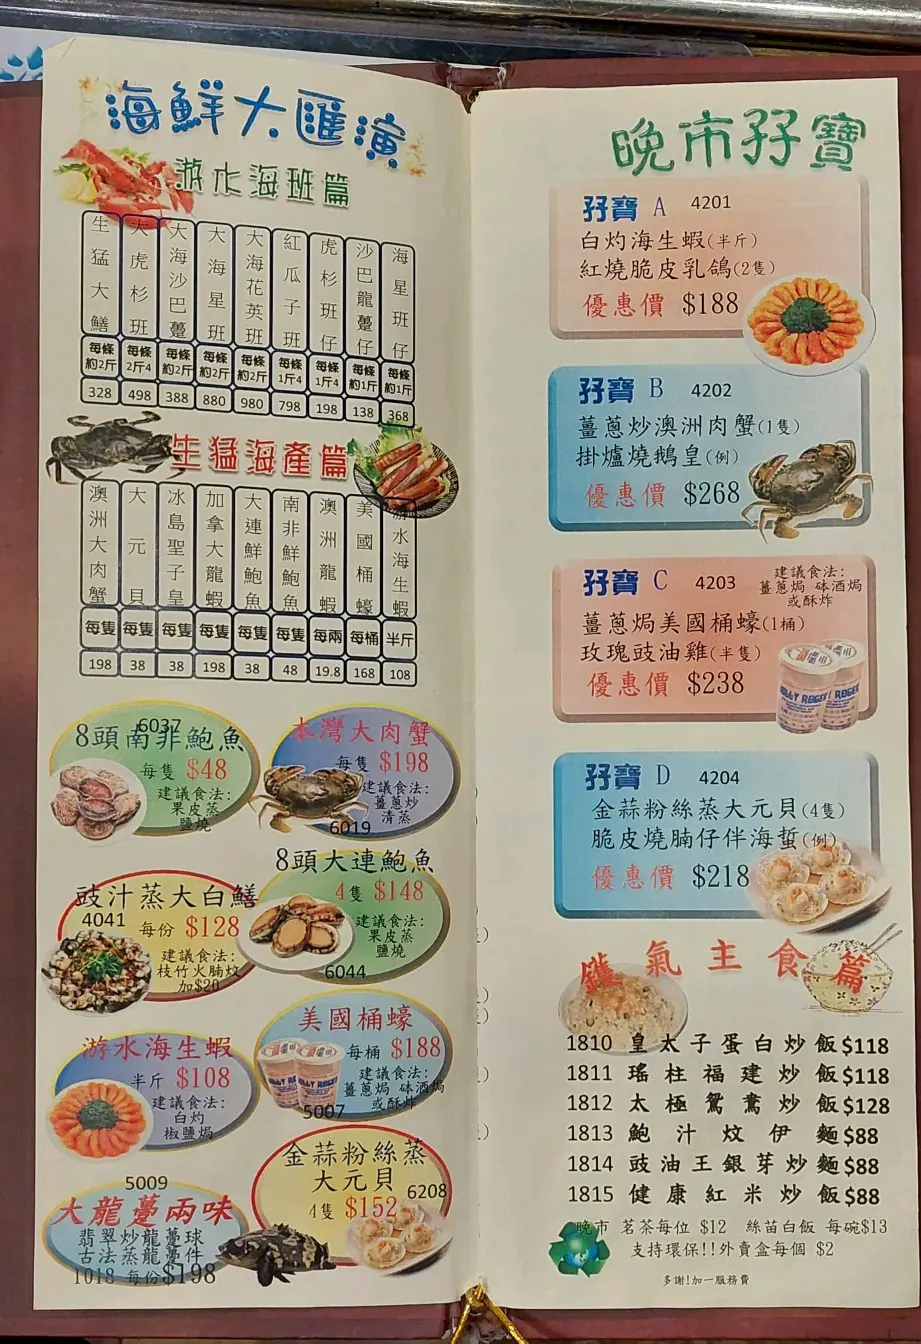 海鮮大匯演
游水海班篇
生猛大鱔 每條約2斤 328
大虎杉班 每條2斤4 498
大海沙巴躉 每條約2斤 388
大海星班 每條約2斤 880
大海花英班 每條約2斤 980
紅瓜子班 每條1斤4 798
虎杉班仔 每條1斤4 198
沙巴龍躉仔 每條約1斤 138
海星班仔 每條約1斤 368
生猛海產篇
澳洲大肉蟹 每隻 198
大元貝 每隻 38
冰島聖子皇 每隻 38
加拿大龍蝦 每隻 198
大連鮮鮑魚 每隻 38
南非鮮鮑魚 每隻 48
澳洲龍蝦 每兩 19.8
美國桶蠔 每桶 168
游水海生蝦 半斤 108
6037
8頭南非鮑魚
每隻 $48
建議食法:
果皮蒸
鹽燒
本灣大肉蟹
每隻 $198
建議食法:
薑蔥炒
清蒸
6019
豉汁蒸大白鱔
4041
每份 $128
建議食法:
枝竹火腩炆
加$20
8頭大連鮑魚
4隻 $148
建議食法:
果皮蒸
鹽燒
6044
游水海生蝦
半斤 $108
建議食法:
白灼
椒鹽焗
5009
美國桶蠔
每桶 $188
建議食法:
薑蔥焗 砵酒焗
或酥炸
5007
大龍躉兩味
翡翠炒龍躉球
古法蒸龍躉件
1018 每份$198
金蒜粉絲蒸
大元貝
4隻 $152
6208
晚市孖寶
孖寶 A 4201
白灼海生蝦(半斤)
紅燒脆皮乳鴿(2隻)
優惠價 $188
孖寶 B 4202
薑蔥炒澳洲肉蟹(1隻)
掛爐燒鵝皇(例)
優惠價 $268
孖寶 C 4203
建議食法:
薑蔥焗 砵酒焗
或酥炸
薑蔥焗美國桶蠔(1桶)
玫瑰豉油雞(半隻)
優惠價 $238
孖寶 D 4204
金蒜粉絲蒸大元貝(4隻)
脆皮燒腩仔伴海蜇(例)
優惠價 $218
鑊氣主食篇
1810 皇太子蛋白炒飯 $118
1811 瑤柱福建炒飯 $118
1812 太極鴛鴦炒飯 $128
1813 鮑汁炆伊麵 $88
1814 豉油王銀芽炒麵 $88
1815 健康紅米炒飯 $88
晚市 茗茶每位 $12 絲苗白飯 每碗$13
支持環保!!外賣盒每個 $2
多謝!加一服務費